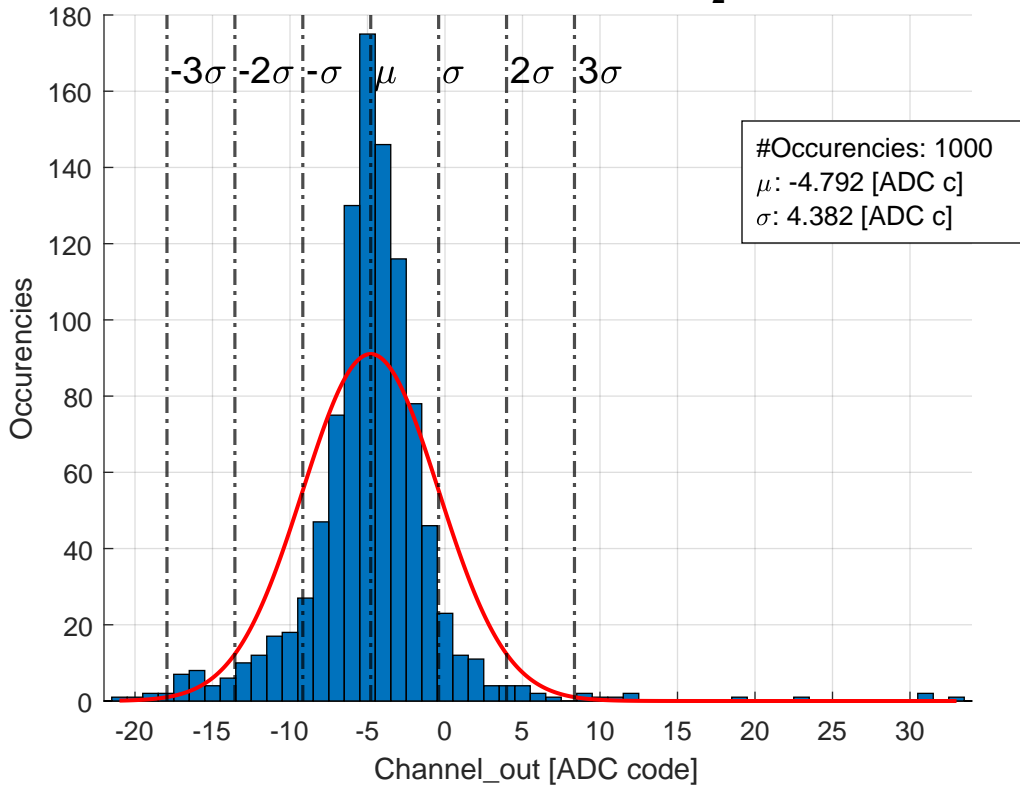 2
180
160
140
120
100
80
60
40
20
0
-3σ -2σ -σ μ σ 2σ 3σ
#Occurencies: 1000
μ: -4.792 [ADC c]
σ: 4.382 [ADC c]
Occurencies
-20 -15 -10 -5 0 5 10 15 20 25 30
Channel_out [ADC code]